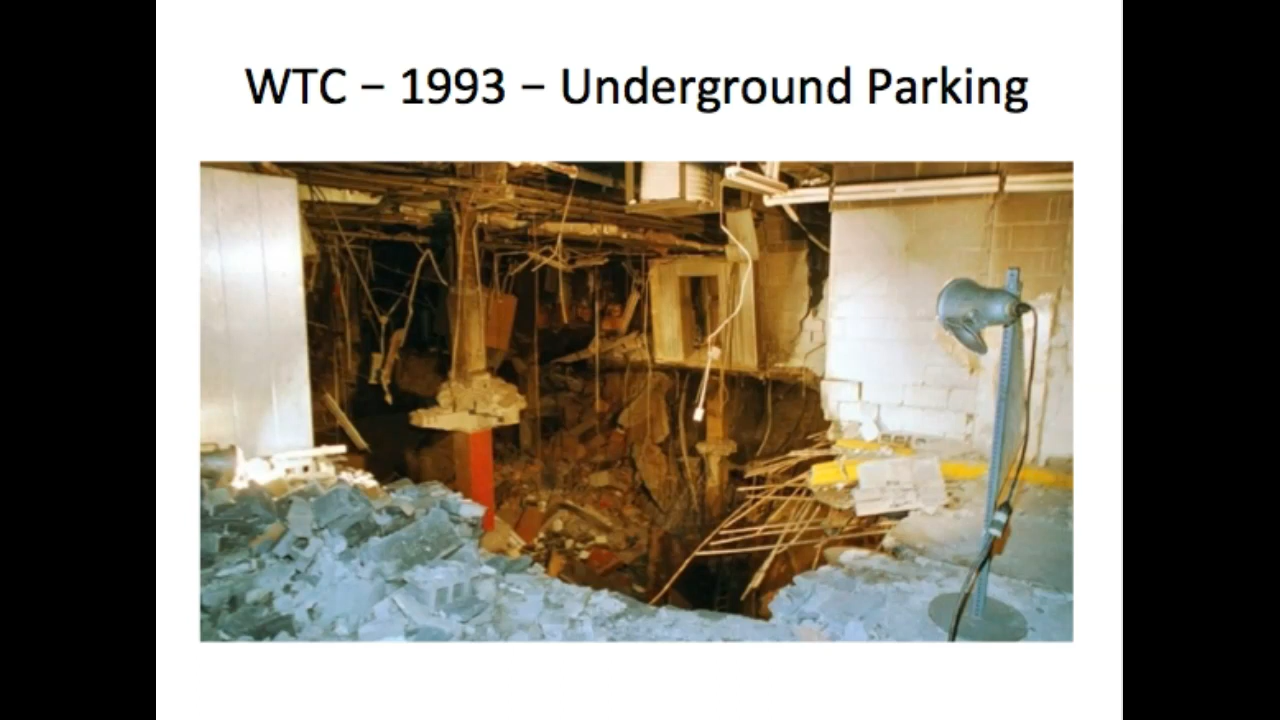 WTC – 1993 – Underground Parking